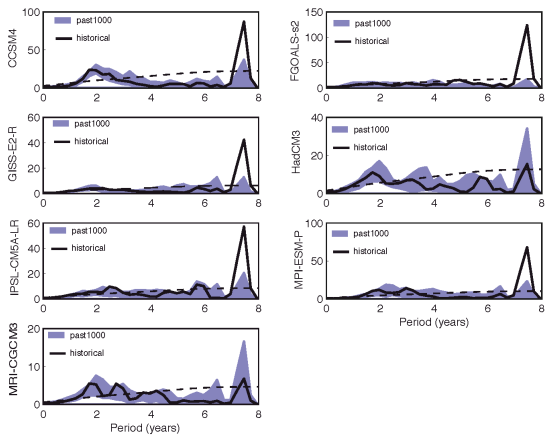 CCSM4
100
50
0
past1000
historical
0 2 4 6 8
FGOALS-s2
150
100
50
0
past1000
historical
0 2 4 6 8
GISS-E2-R
60
40
20
0
past1000
historical
0 2 4 6 8
HadCM3
40
20
0
past1000
historical
0 2 4 6 8
IPSL-CM5A-LR
60
40
20
0
past1000
historical
0 2 4 6 8
MPI-ESM-P
100
50
0
past1000
historical
0 2 4 6 8
Period (years)
MRI-CGCM3
20
10
0
past1000
historical
0 2 4 6 8
Period (years)